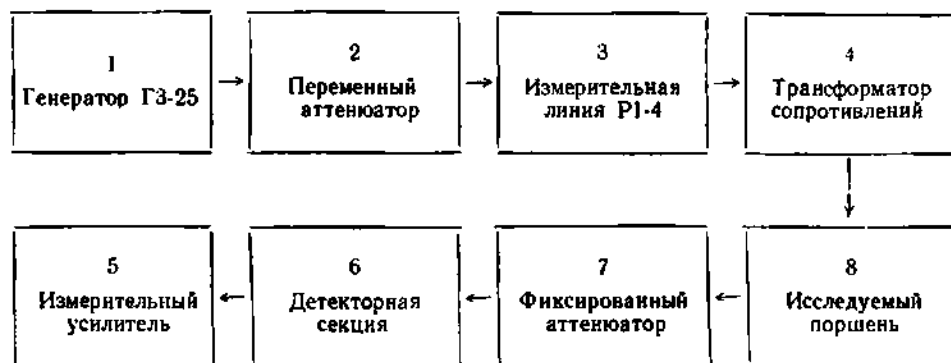 1
Генератор ГЗ-25
2
Переменный
аттенюатор
3
Измерительная
линия Р1-4
4
Трансформатор
сопротивлений
5
Измерительный
усилитель
6
Детекторная
секция
7
Фиксированный
аттенюатор
8
Исследуемый
поршень